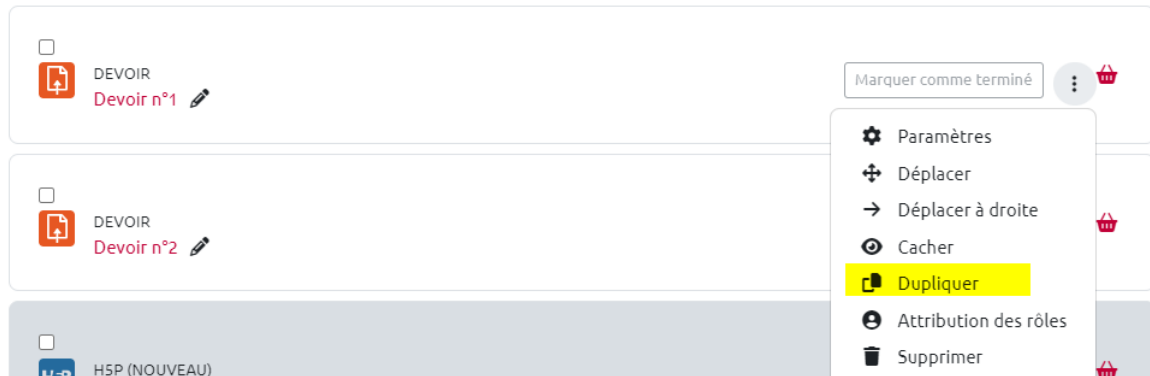 DEVOIR
Devoir n°1
Marquer comme terminé
Paramètres
Déplacer
Déplacer à droite
Cacher
Dupliquer
Attribution des rôles
Supprimer
DEVOIR
Devoir n°2
H5P (NOUVEAU)